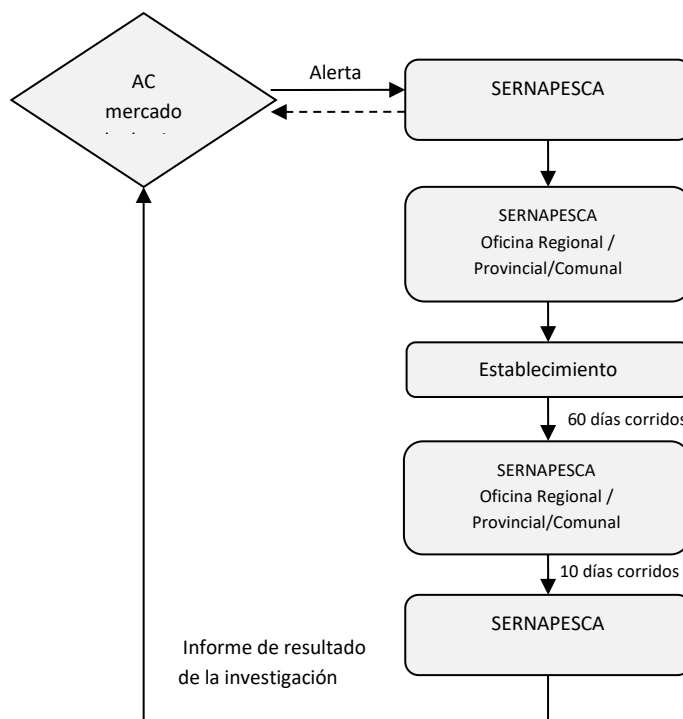 AC
mercado
Alerta
SERNAPESCA
SERNAPESCA
Oficina Regional /
Provincial/Comunal
Establecimiento
60 días corridos
SERNAPESCA
Oficina Regional /
Provincial/Comunal
10 días corridos
SERNAPESCA
Informe de resultado
de la investigación